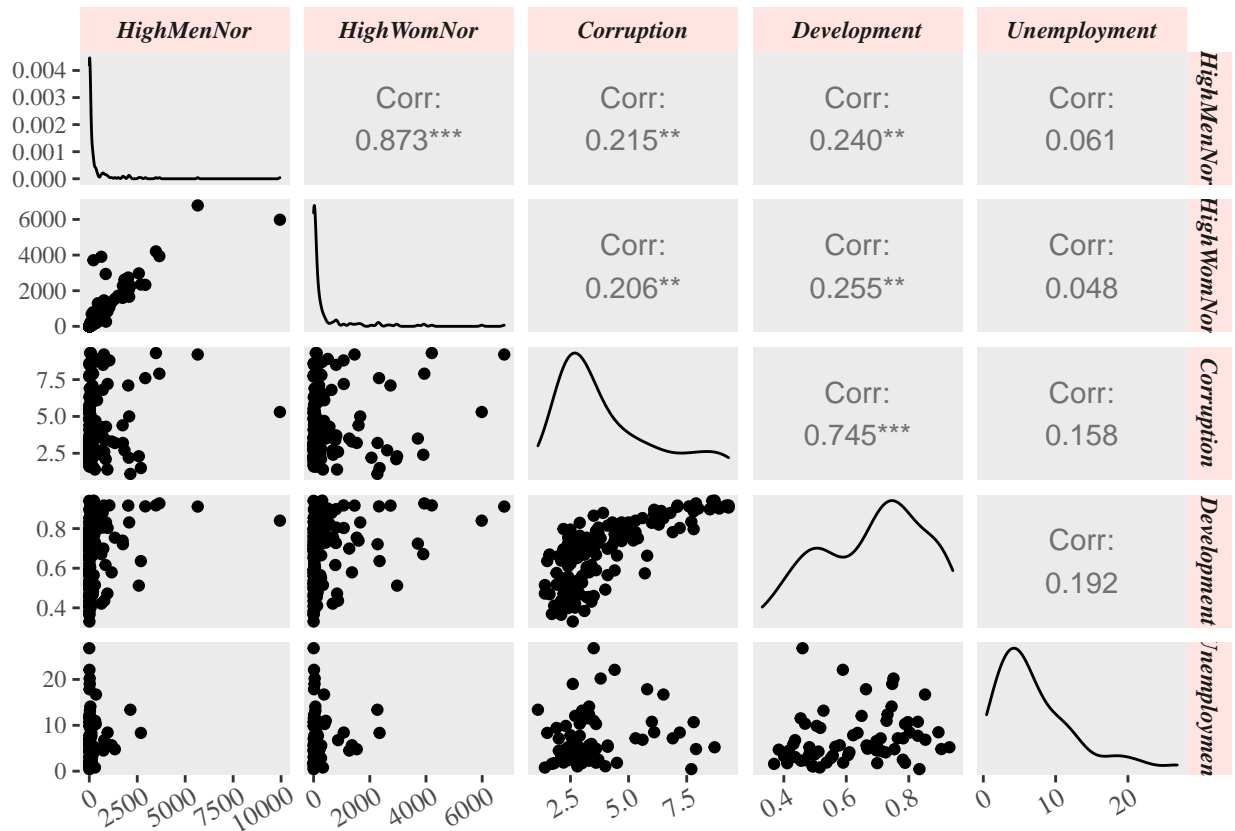 HighMenNor HighWomNor Corruption Development Unemployment
0.004
0.003
0.002
0.001
0.000
Corr:
0.873***
Corr:
0.215**
Corr:
0.240**
Corr:
0.061
HighMenNor
6000
4000
2000
0
Corr:
0.206**
Corr:
0.255**
Corr:
0.048
HighWomNor
7.5
5.0
2.5
Corr:
0.745***
Corr:
0.158
Corruption
0.8
0.6
0.4
Corr:
0.192
Development
20
10
0
nemploymen
0 2500 5000 7500 10000
0 2000 4000 6000
2.5 5.0 7.5
0.4 0.6 0.8
0 10 20